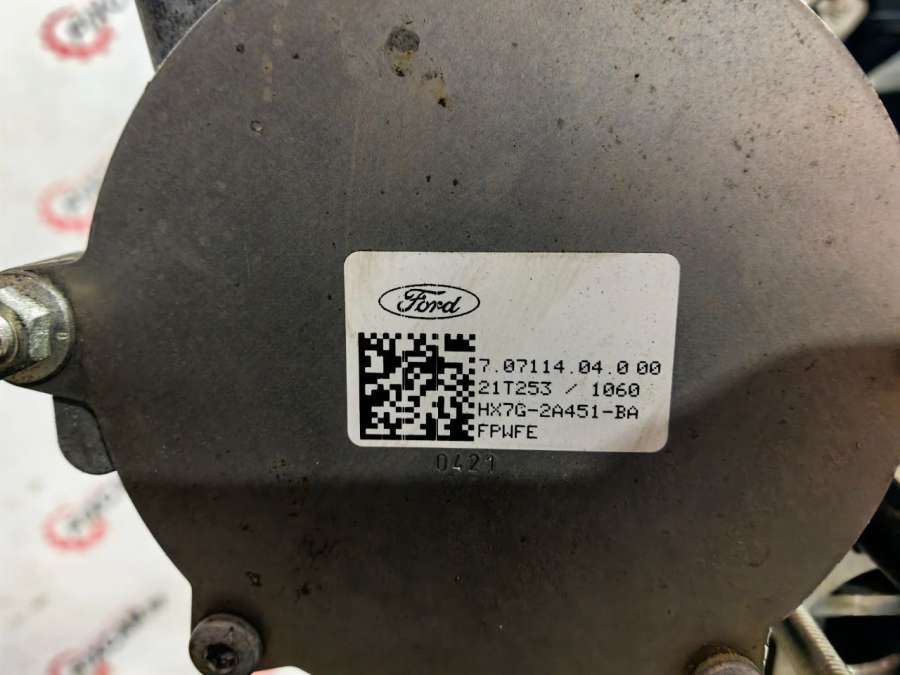 Ford
7.07114.04.0 00
21T253 / 1060
HX7G-2A451-BA
FPWFE
0421